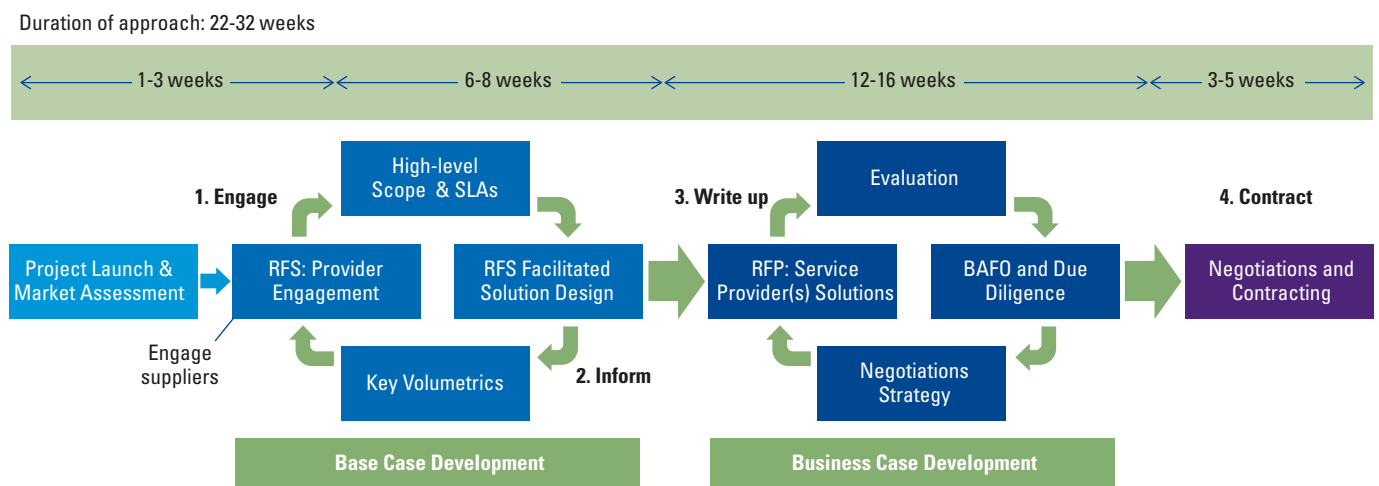 Duration of approach: 22-32 weeks
1-3 weeks
6-8 weeks
12-16 weeks
3-5 weeks
High-level
Scope & SLAs
Evaluation
1. Engage
3. Write up
4. Contract
Project Launch &
Market Assessment
RFS: Provider
Engagement
RFS Facilitated
Solution Design
RFP: Service
Provider(s) Solutions
BAFO and Due
Diligence
Negotiations and
Contracting
Engage
suppliers
Key Volumetrics
2. Inform
Negotiations
Strategy
Base Case Development
Business Case Development